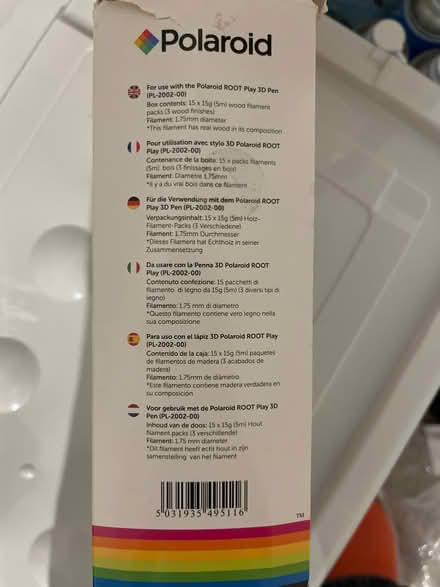 Polaroid
For use with the Polaroid ROOT Play 3D Pen
(PL-2002-00)
Box contents: 15 x 15g (5m) wood filament
packs (3 wood finishes)
Filament: 1.75mm diameter
*This filament has real wood in its composition
Pour utilisation avec stylo 3D Polaroid ROOT
Play (PL-2002-00)
Contenance de la boite: 15 x packs filaments
(5m) bois (3 finissages en bois)
Filament: Diamètre 1,75mm
*Il y a du vrai bois dans ce filament
Für die Verwendung mit dem Polaroid ROOT
Play 3D Pen (PL-2002-00)
Verpackungsinhalt: 15 x 15g (5m) Holz-
Filament-Packs (3 Verschiedene)
Filament: 1,75mm Durchmesser
*Dieses Filament hat Echtholz in seiner
Zusammensetzung
Da usare con la Penna 3D Polaroid ROOT
Play (PL-2002-00)
Contenuto confezione: 15 pacchetti di
filamento di legno da 15g (5m) (3 diversi tipi di
legno)
Filamento: 1,75 mm di diametro
*Questo filamento contiene vero legno nella
sua composizione
Para uso con el lápiz 3D Polaroid ROOT Play
(PL-2002-00)
Contenido de la caja: 15 x 15g (5m) paquetes
de filamentos de madera (3 acabados de
madera)
Filamento: 1,75mm de diámetro
*Este filamento contiene madera verdadera en
su composición
Voor gebruik met de Polaroid ROOT Play 3D
Pen (PL-2002-00)
Inhoud van de doos: 15 x 15g (5m) Hout
filament packs (3 verschillende)
Filament: 1,75 mm diameter
*Dit filament heeft echt hout in zijn
samenstelling van het filament
5 031935 495116
TM